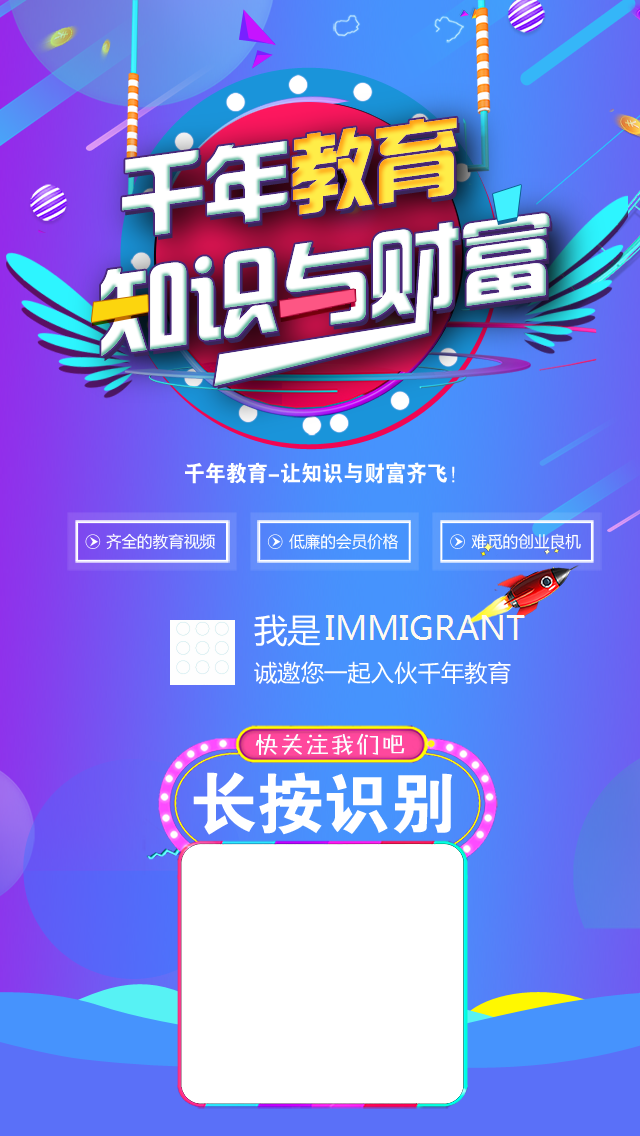 千年教育
知识与财富
千年教育-让知识与财富齐飞!
齐全的教育视频
低廉的会员价格
难觅的创业良机
我是IMMIGRANT
诚邀您一起入伙千年教育
快关注我们吧
长按识别